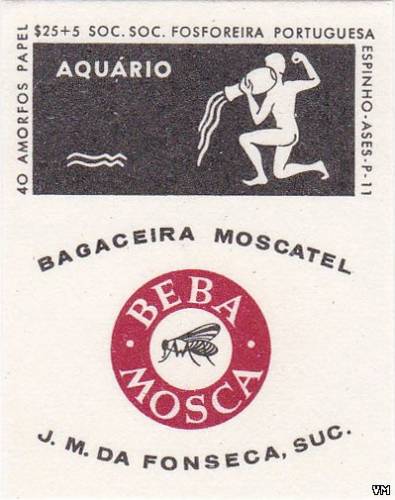 $25+5 SOC. SOC. FOSFOREIRA PORTUGUESA
40 AMORFOS PAPEL
AQUÁRIO
ESPINHO-ASES-P-11
BAGACEIRA MOSCATEL
· BEBA ·
MOSCA
J. M. DA FONSECA, SUC.
VM